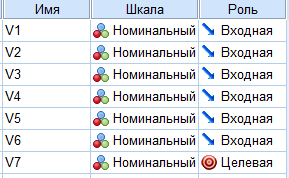 Имя Шкала Роль
V1 Номинальный Входная
V2 Номинальный Входная
V3 Номинальный Входная
V4 Номинальный Входная
V5 Номинальный Входная
V6 Номинальный Входная
V7 Номинальный Целевая